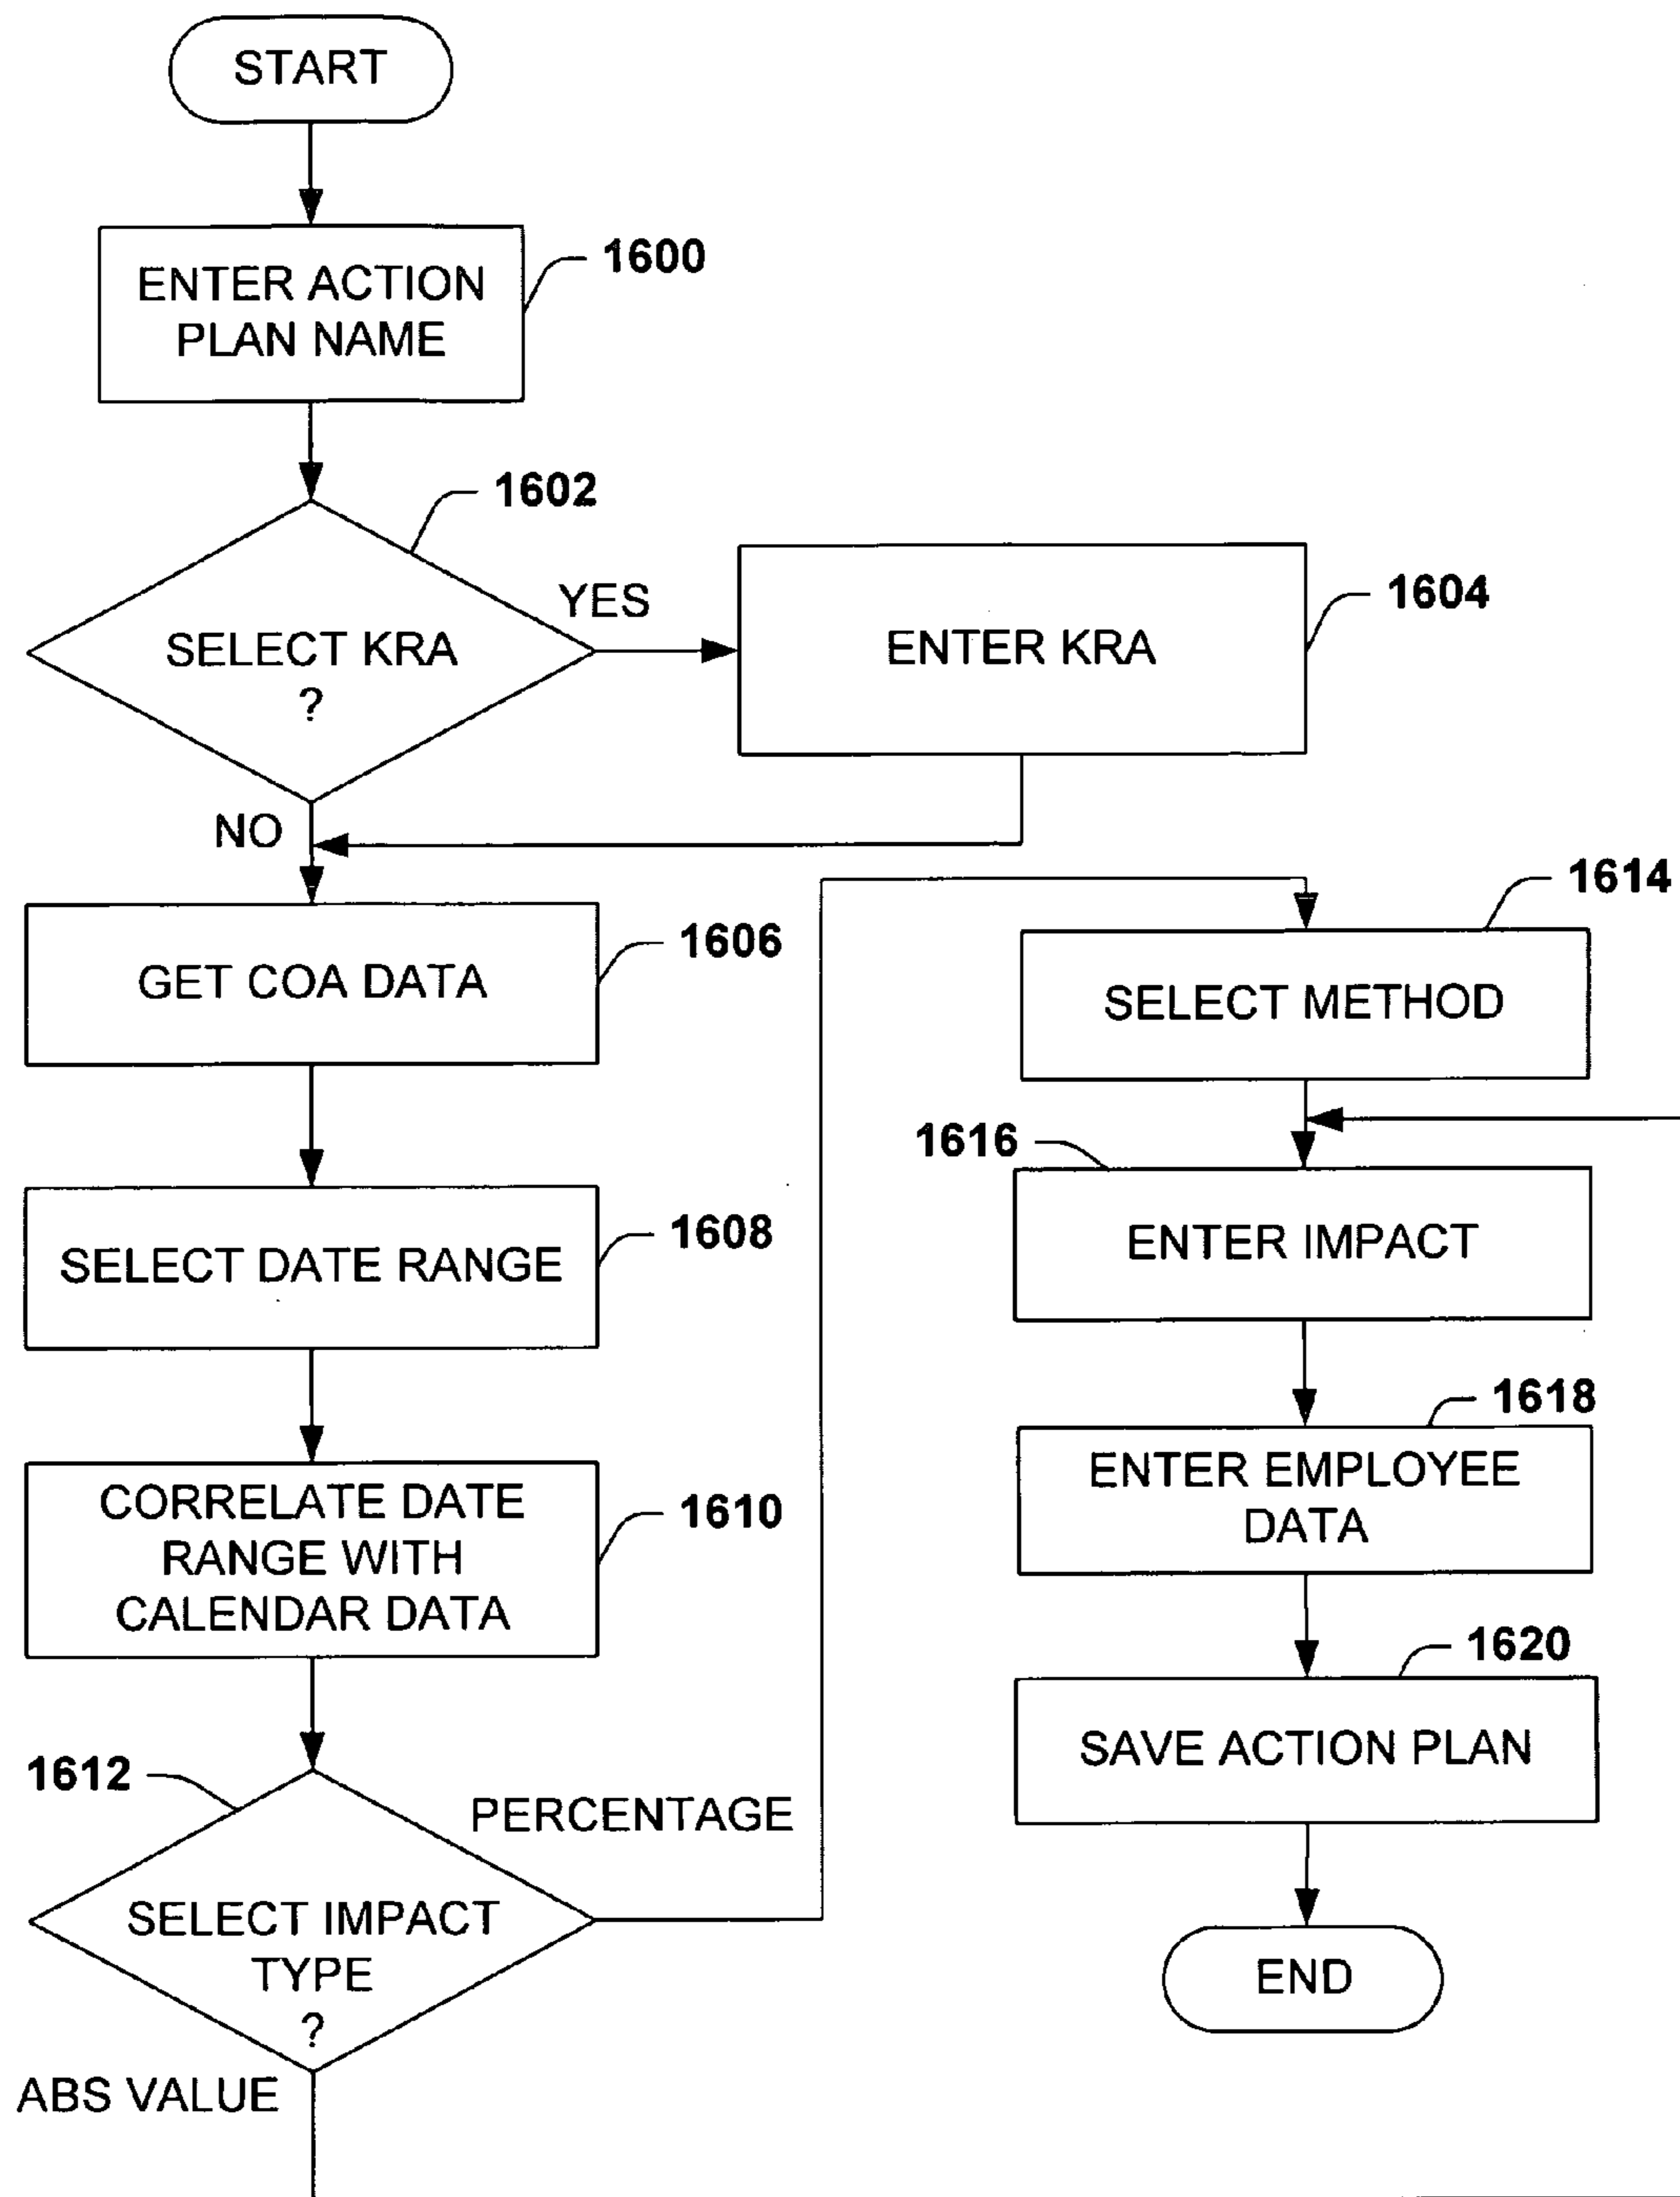 START
ENTER ACTION
PLAN NAME
1600
1602
SELECT KRA
?
YES
ENTER KRA
1604
NO
GET COA DATA
1606
SELECT DATE RANGE
1608
CORRELATE DATE
RANGE WITH
CALENDAR DATA
1610
1612
SELECT IMPACT
TYPE
?
PERCENTAGE
ABS VALUE
1614
SELECT METHOD
1616
ENTER IMPACT
1618
ENTER EMPLOYEE
DATA
1620
SAVE ACTION PLAN
END